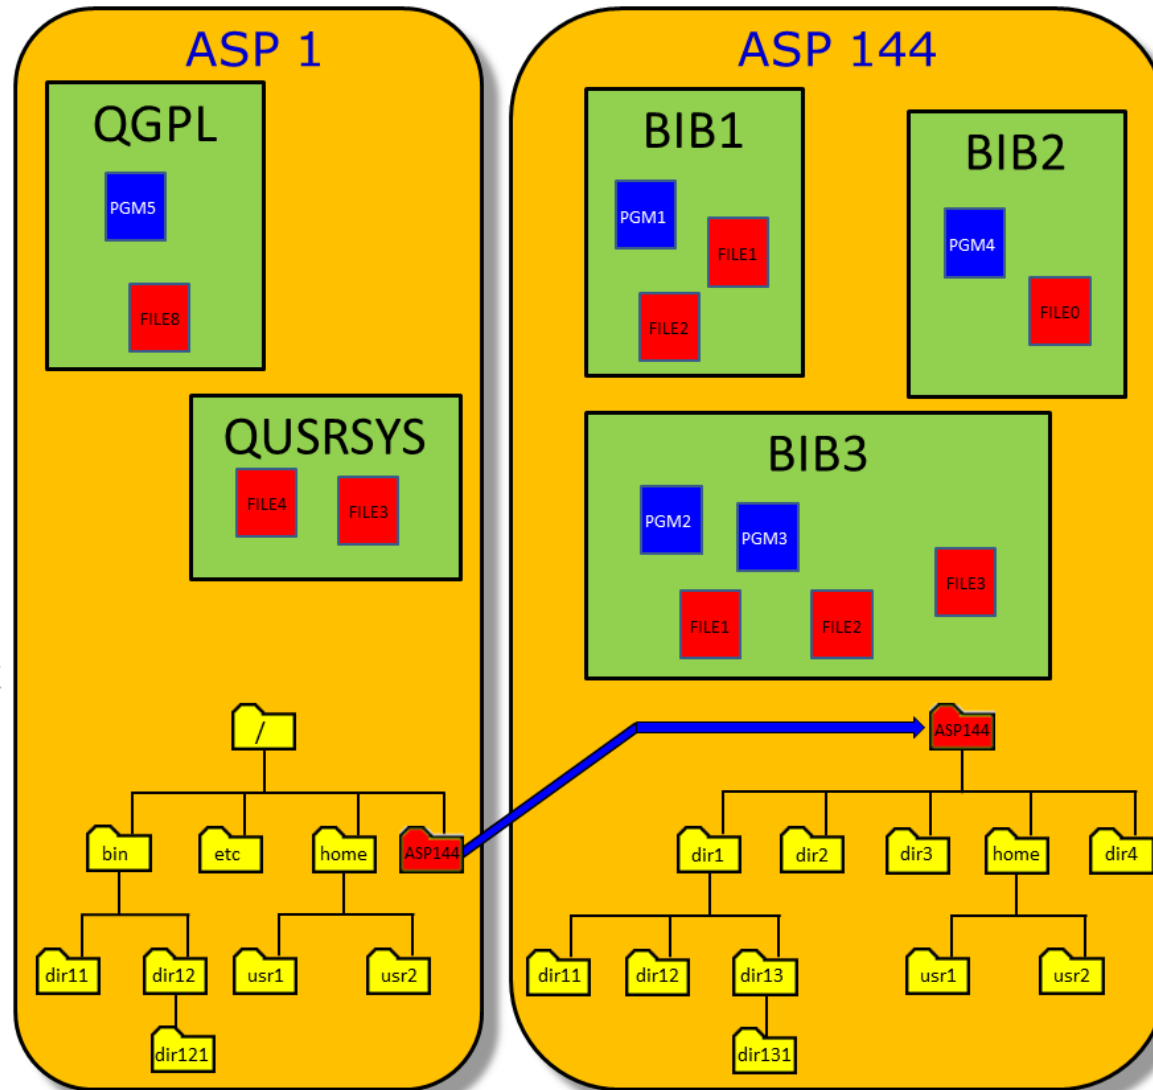 ASP 1
QGPL
PGM5
FILE8
QUSRSYS
FILE4
FILE3
/
bin
etc
home
ASP144
dir11
dir12
usr1
usr2
dir121
ASP 144
BIB1
PGM1
FILE1
FILE2
BIB2
PGM4
FILE0
BIB3
PGM2
PGM3
FILE3
FILE1
FILE2
ASP144
dir1
dir2
dir3
home
dir4
dir11
dir12
dir13
usr1
usr2
dir131